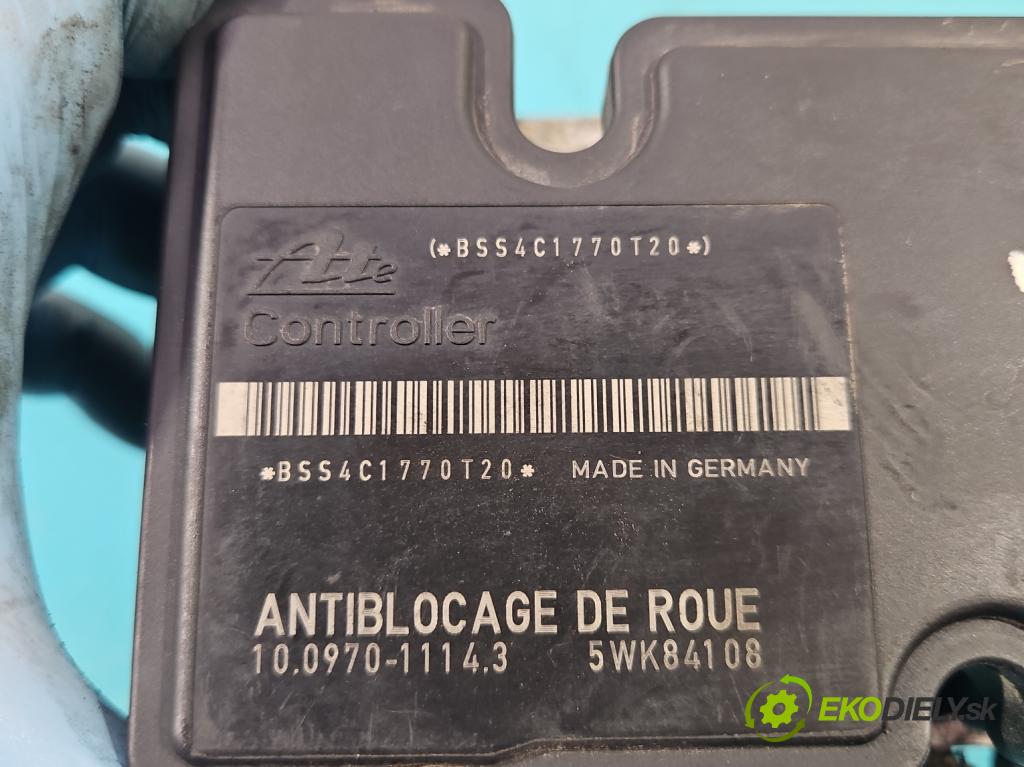 Ate (*BSS4C1770T20*)
Controller
*BSS4C1770T20* MADE IN GERMANY
ANTIBLOCAGE DE ROUE
10.0970-1114.3 5WK84108
EKODIELY.sk